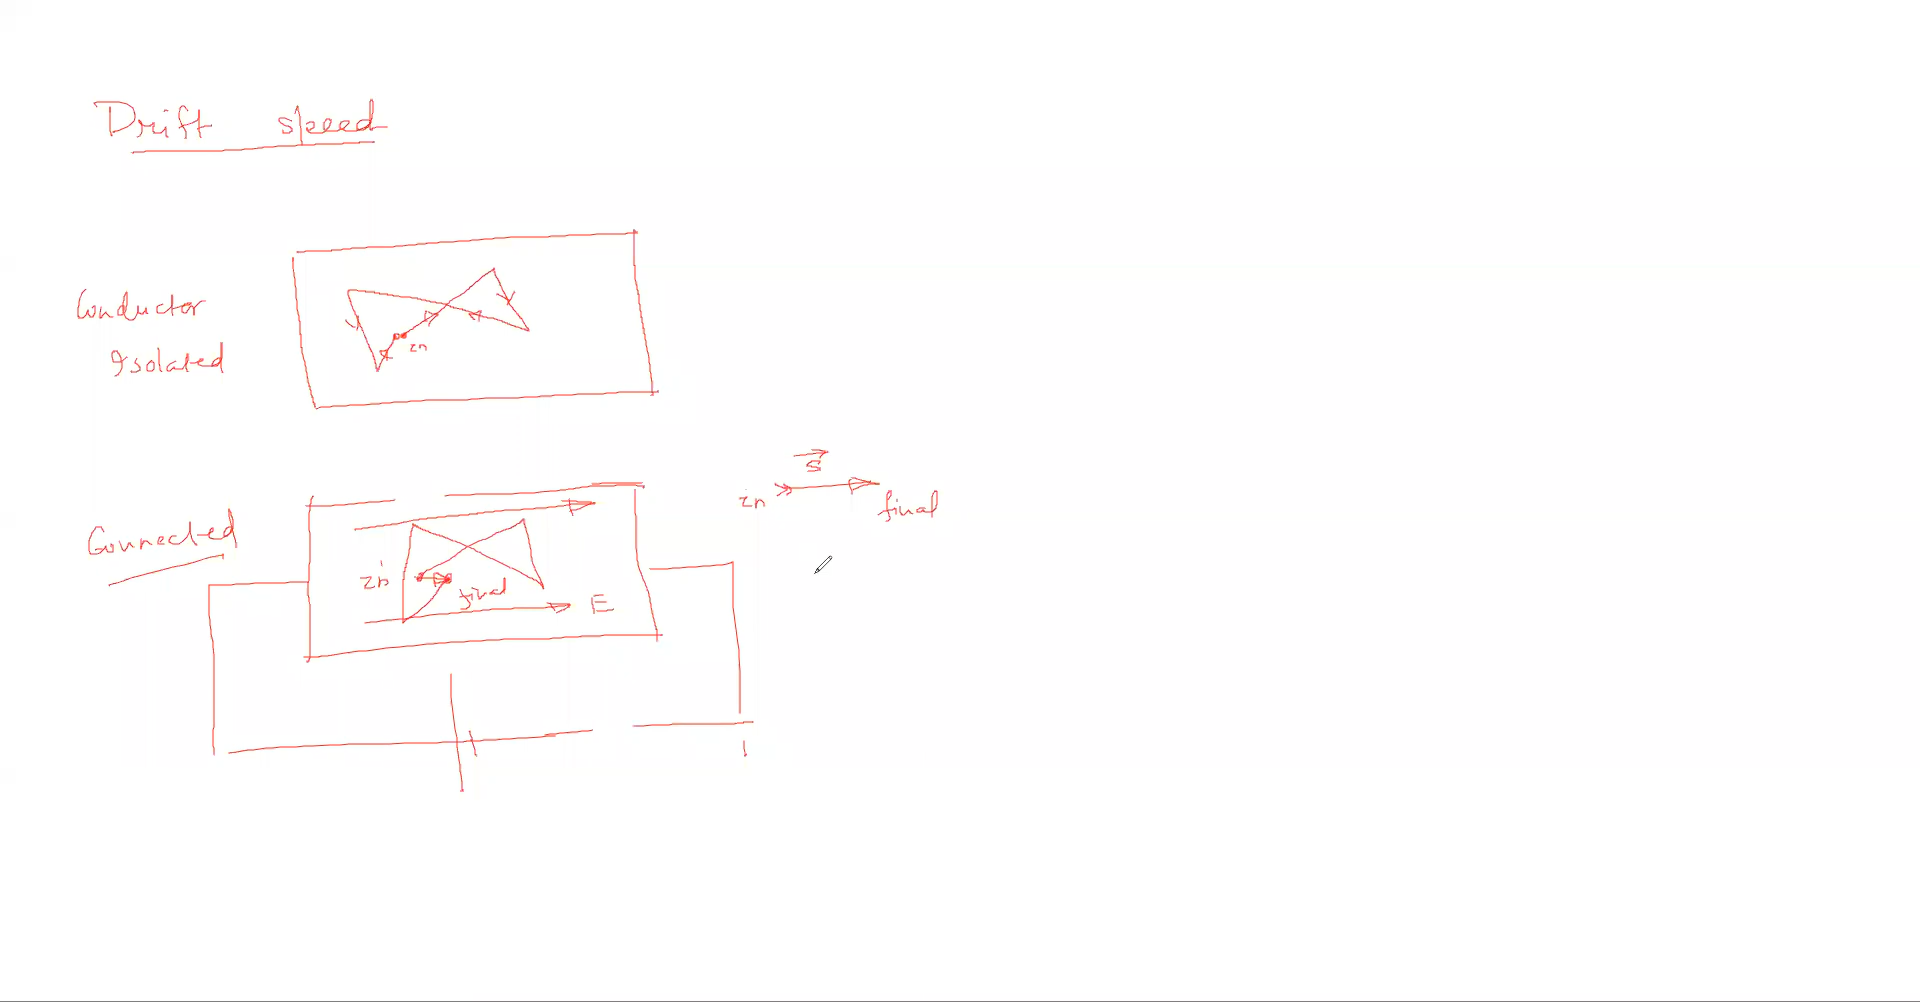 Drift speed
Conductor
Isolated
in
S
in
final
Connected
in
final
E